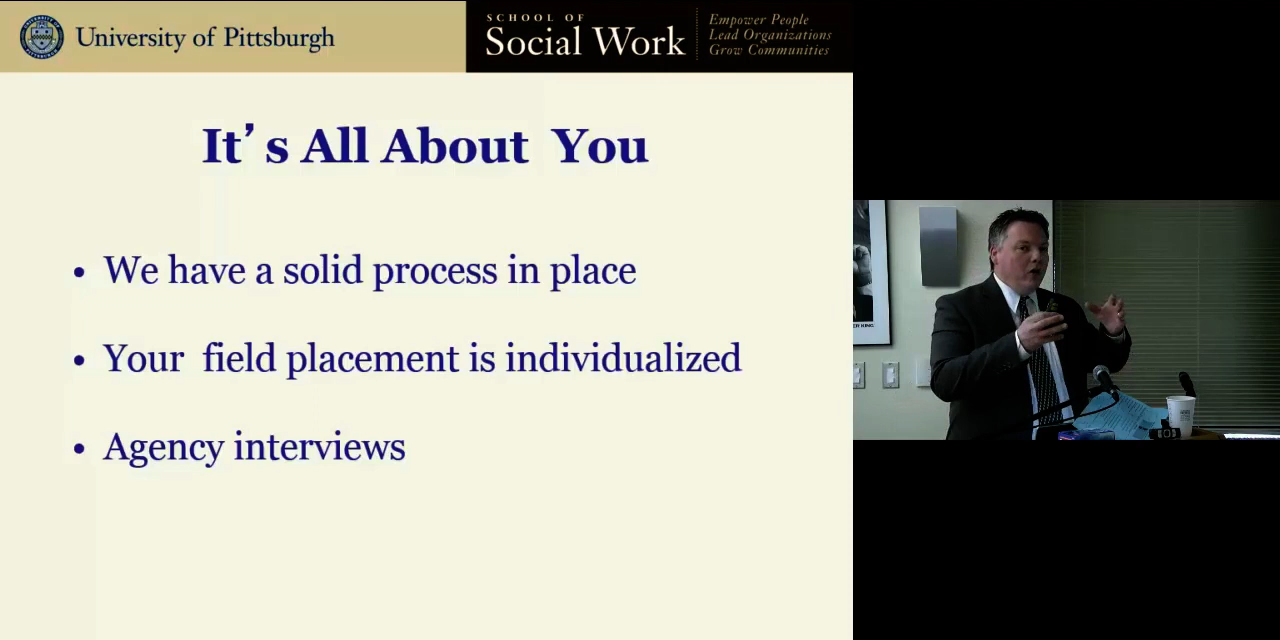 University of Pittsburgh
SCHOOL OF
Social Work
Empower People
Lead Organizations
Grow Communities
It’s All About You
• We have a solid process in place
• Your field placement is individualized
• Agency interviews